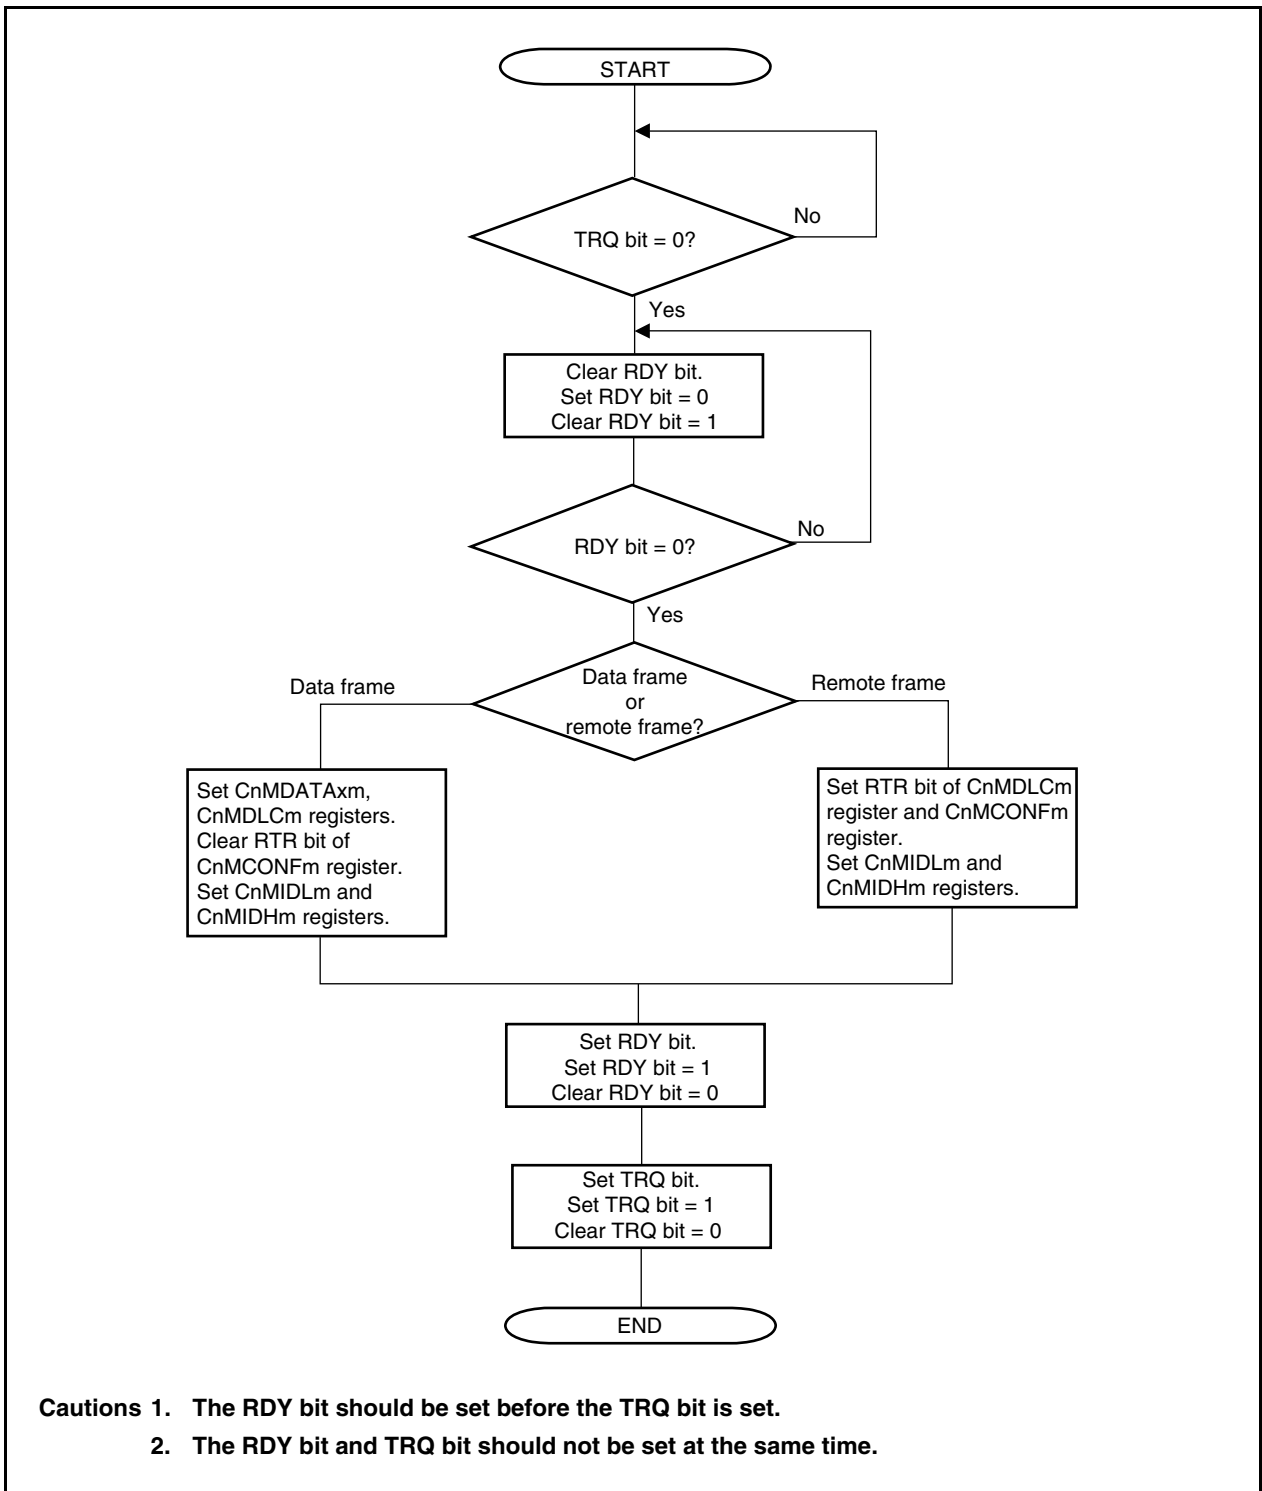 START
No
TRQ bit = 0?
Yes
Clear RDY bit.
Set RDY bit = 0
Clear RDY bit = 1
No
RDY bit = 0?
Yes
Data frame
Data frame
or
remote frame?
Remote frame
Set CnMDATAxm,
CnMDLCm registers.
Clear RTR bit of
CnMCONFm register.
Set CnMIDLm and
CnMIDHm registers.
Set RTR bit of CnMDLCm
register and CnMCONFm
register.
Set CnMIDLm and
CnMIDHm registers.
Set RDY bit.
Set RDY bit = 1
Clear RDY bit = 0
Set TRQ bit.
Set TRQ bit = 1
Clear TRQ bit = 0
END
Cautions 1. The RDY bit should be set before the TRQ bit is set.
2. The RDY bit and TRQ bit should not be set at the same time.